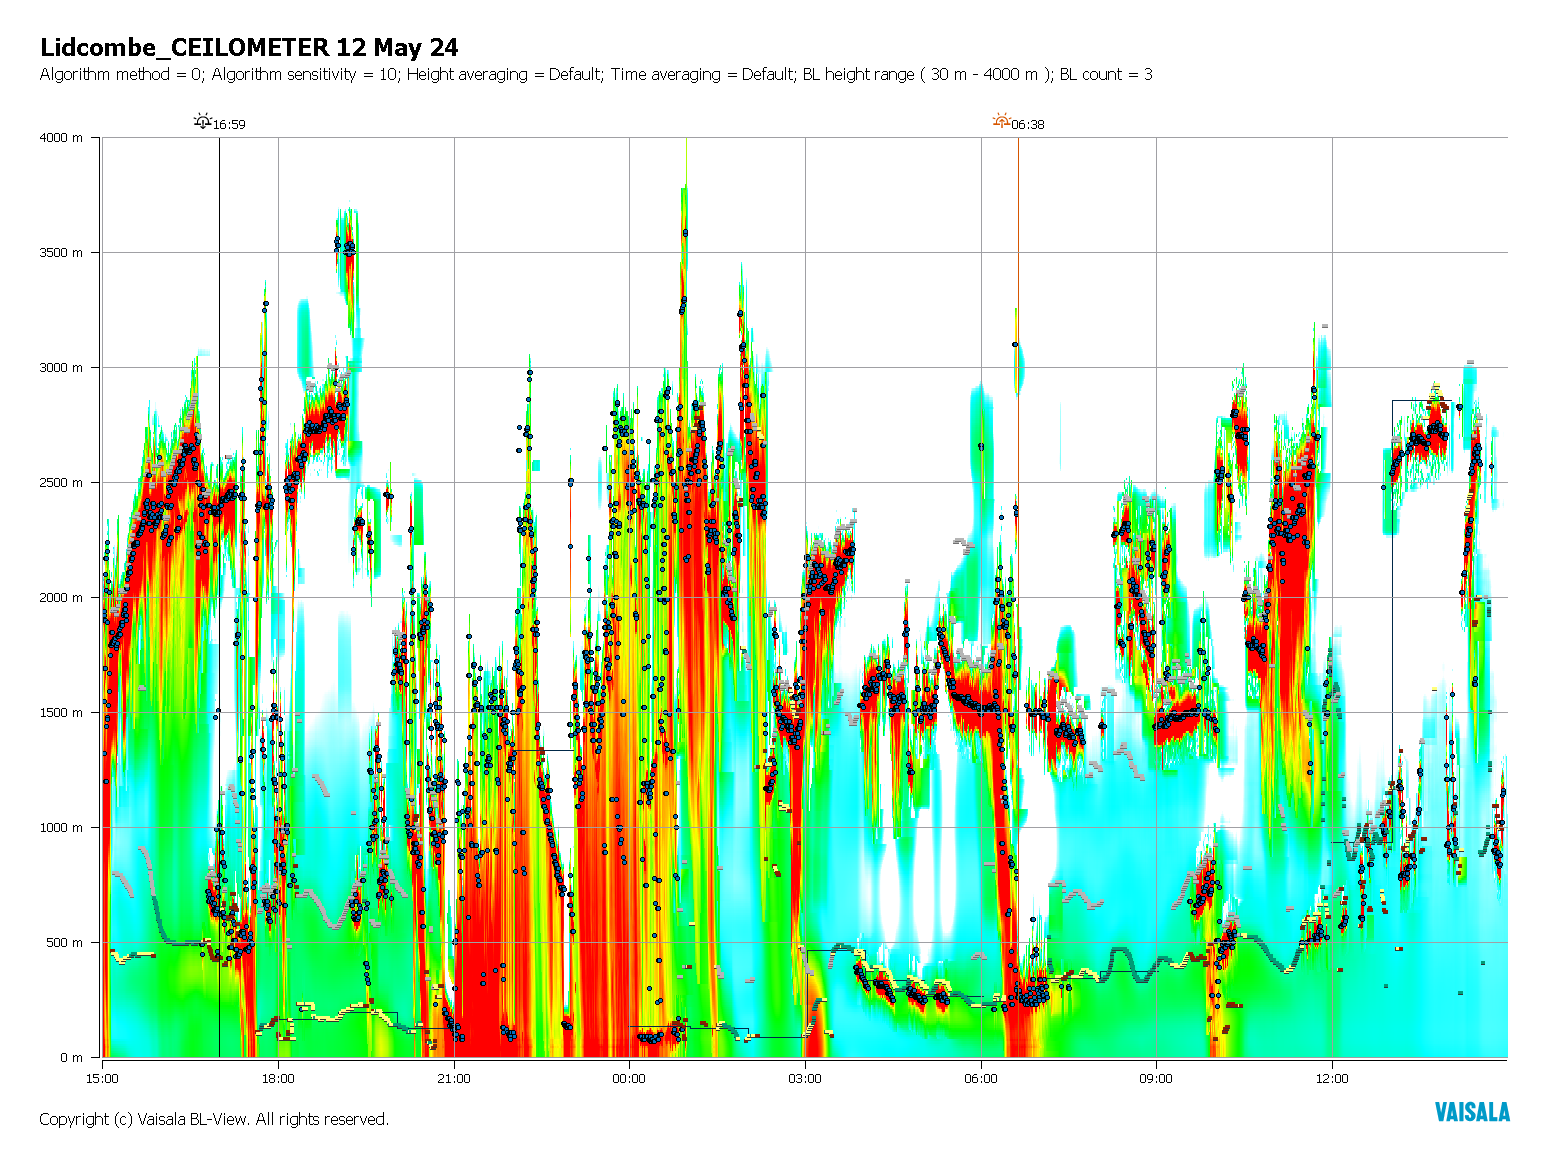 Lidcombe_CEILOMETER 12 May 24
Algorithm method = 0; Algorithm sensitivity = 10; Height averaging = Default; Time averaging = Default; BL height range ( 30 m - 4000 m ); BL count = 3
16:59
06:38
4000 m
3500 m
3000 m
2500 m
2000 m
1500 m
1000 m
500 m
0 m
15:00 18:00 21:00 00:00 03:00 06:00 09:00 12:00
Copyright (c) Vaisala BL-View. All rights reserved.
VAISALA